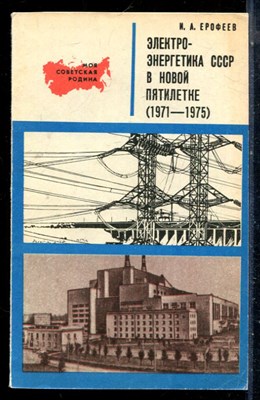 И. А. ЕРОФЕЕВ
ЭЛЕКТРО-
ЭНЕРГЕТИКА СССР
В НОВОЙ
ПЯТИЛЕТКЕ
(1971—1975)
МОЯ
СОВЕТСКАЯ
РОДИНА